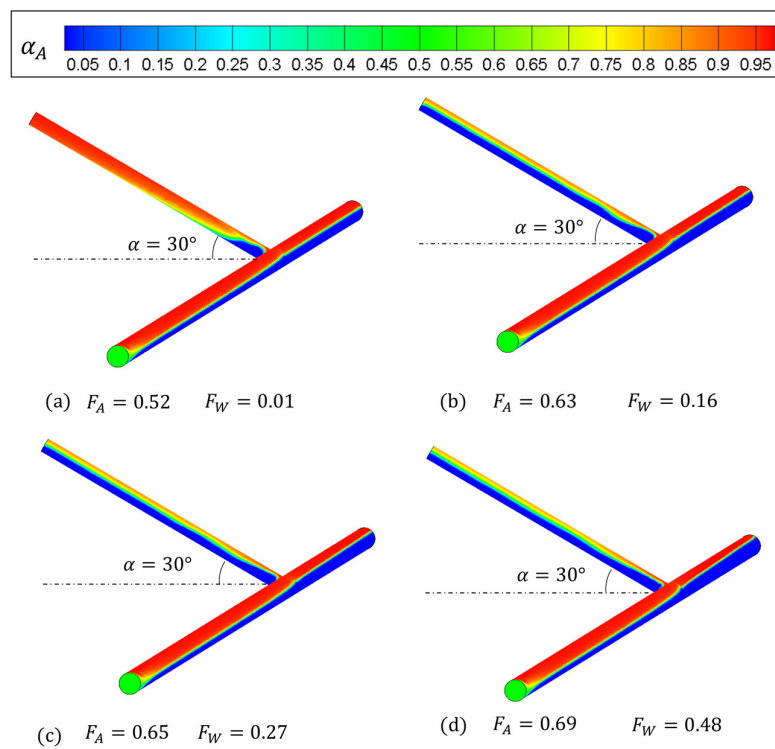 α_A
0.05 0.1 0.15 0.2 0.25 0.3 0.35 0.4 0.45 0.5 0.55 0.6 0.65 0.7 0.75 0.8 0.85 0.9 0.95
α = 30°
α = 30°
(a) F_A = 0.52 F_W = 0.01
(b) F_A = 0.63 F_W = 0.16
α = 30°
α = 30°
(c) F_A = 0.65 F_W = 0.27
(d) F_A = 0.69 F_W = 0.48